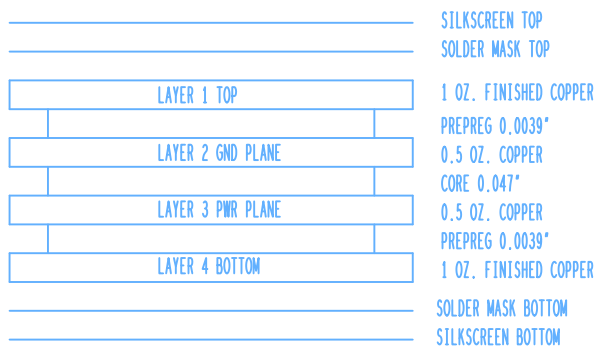 SILKSCREEN TOP
SOLDER MASK TOP
LAYER 1 TOP 1 OZ. FINISHED COPPER
PREPREG 0.0039"
LAYER 2 GND PLANE 0.5 OZ. COPPER
CORE 0.047"
LAYER 3 PWR PLANE 0.5 OZ. COPPER
PREPREG 0.0039"
LAYER 4 BOTTOM 1 OZ. FINISHED COPPER
SOLDER MASK BOTTOM
SILKSCREEN BOTTOM